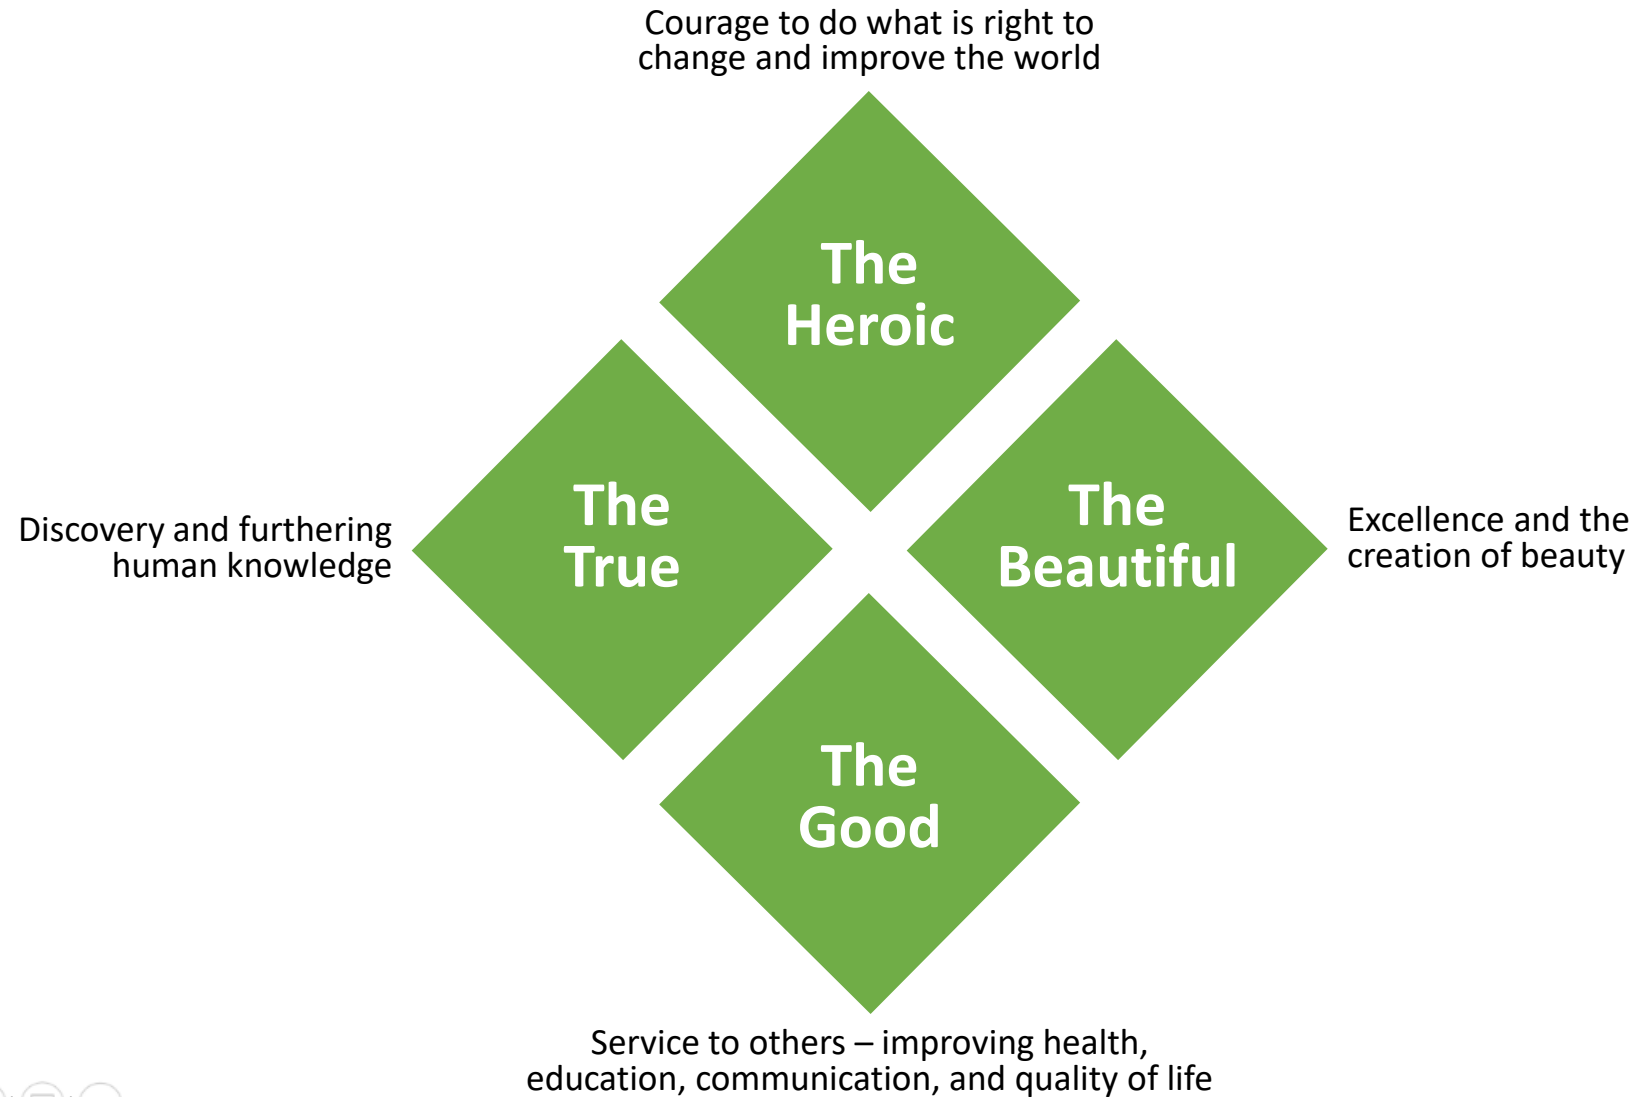 Courage to do what is right to
change and improve the world
The
Heroic
The
True
The
Beautiful
Discovery and furthering
human knowledge
Excellence and the
creation of beauty
The
Good
Service to others – improving health,
education, communication, and quality of life